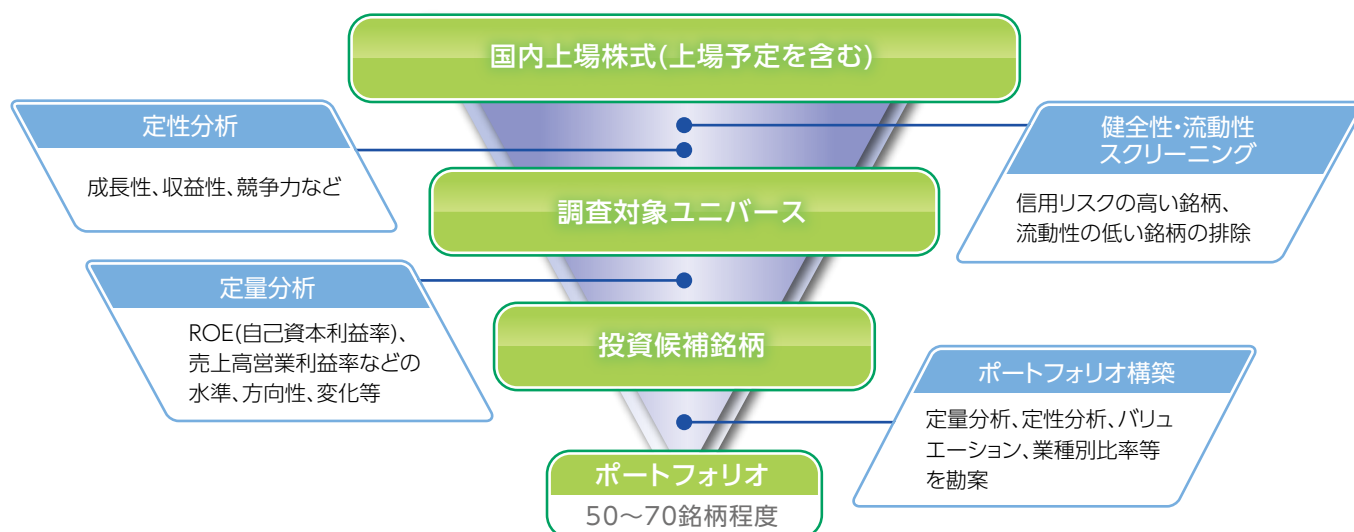 国内上場株式(上場予定を含む)
定性分析
成長性、収益性、競争力など
健全性・流動性
スクリーニング
信用リスクの高い銘柄、
流動性の低い銘柄の排除
調査対象ユニバース
定量分析
ROE(自己資本利益率)、
売上高営業利益率などの
水準、方向性、変化等
投資候補銘柄
ポートフォリオ構築
定量分析、定性分析、バリュ
エーション、業種別比率等
を勘案
ポートフォリオ
50〜70銘柄程度